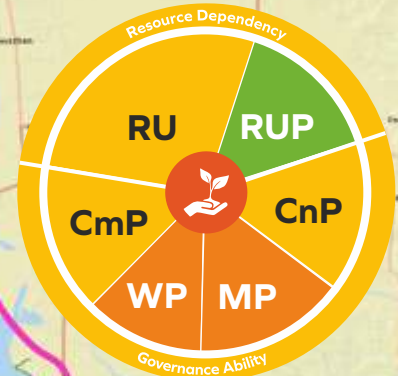 Resource Dependency
RU
RUP
CmP
CnP
WP
MP
Governance Ability